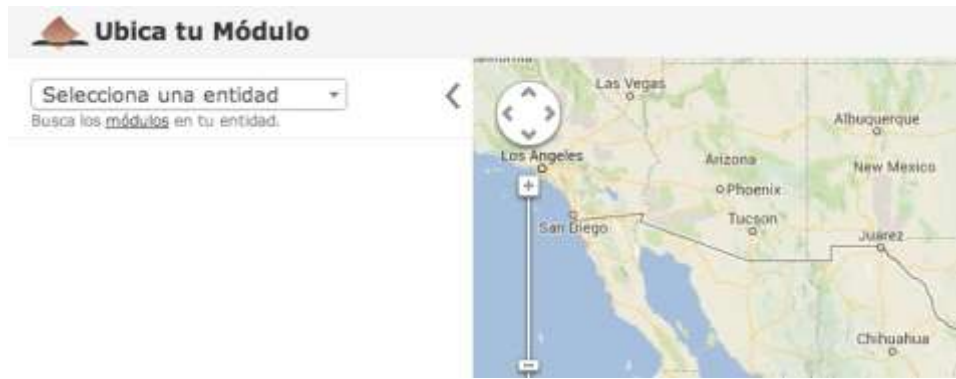 Ubica tu Módulo
Selecciona una entidad
Busca los módulos en tu entidad.
Las Vegas
Albuquerque
Los Angeles
Arizona
New Mexico
Phoenix
Tucson
San Diego
Juárez
Chihuahua